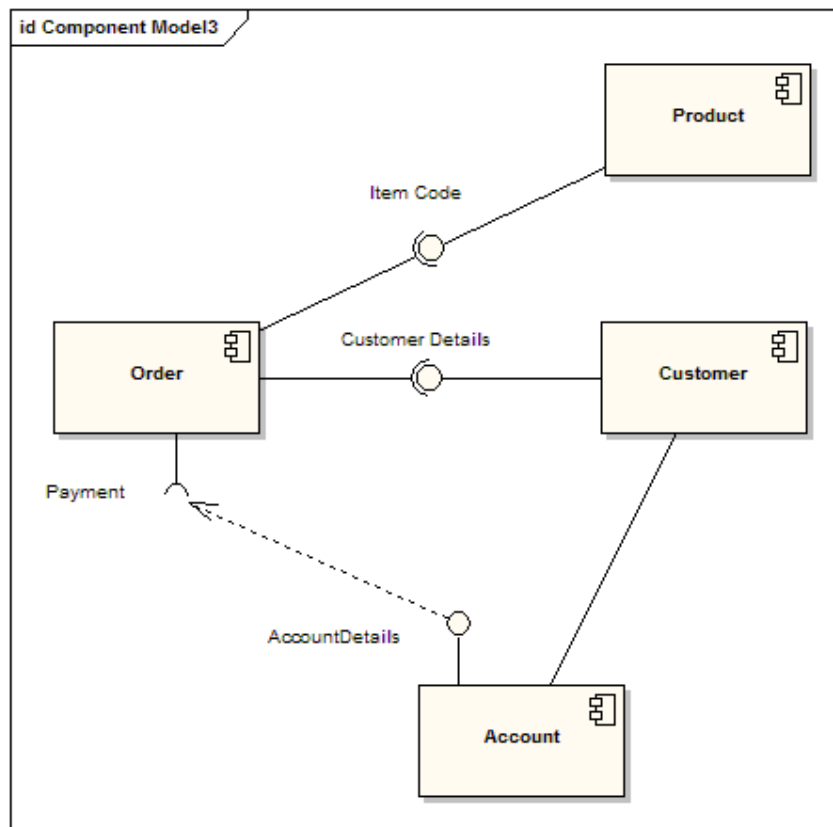 id Component Model3
Product
Item Code
Customer Details
Order
Customer
Payment
AccountDetails
Account